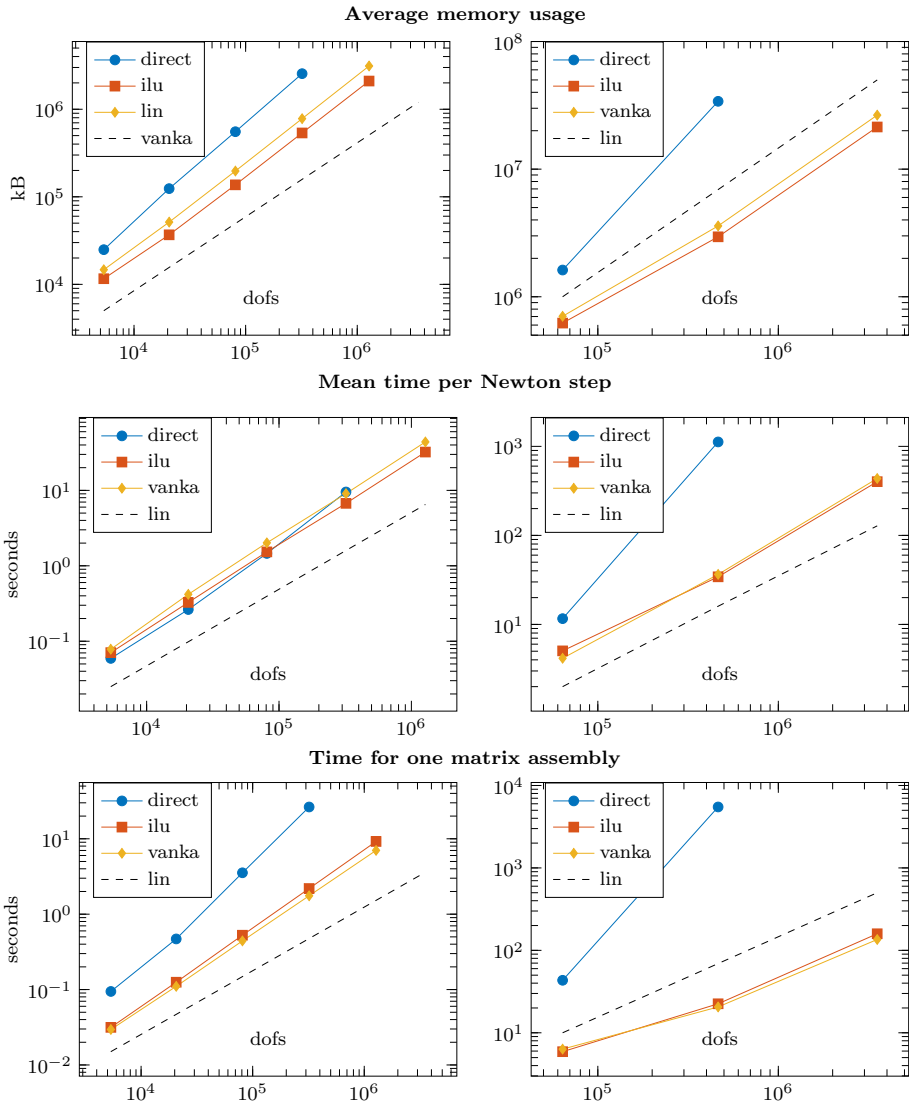 Average memory usage
kB
10^6
10^5
10^4
direct
ilu
lin
vanka
dofs
10^4
10^5
10^6
10^8
10^7
10^6
direct
ilu
vanka
lin
dofs
10^5
10^6
Mean time per Newton step
seconds
10^1
10^0
10^−1
direct
ilu
vanka
lin
dofs
10^4
10^5
10^6
10^3
10^2
10^1
direct
ilu
vanka
lin
dofs
10^5
10^6
Time for one matrix assembly
seconds
10^1
10^0
10^−1
10^−2
direct
ilu
vanka
lin
dofs
10^4
10^5
10^6
10^4
10^3
10^2
10^1
direct
ilu
vanka
lin
dofs
10^5
10^6